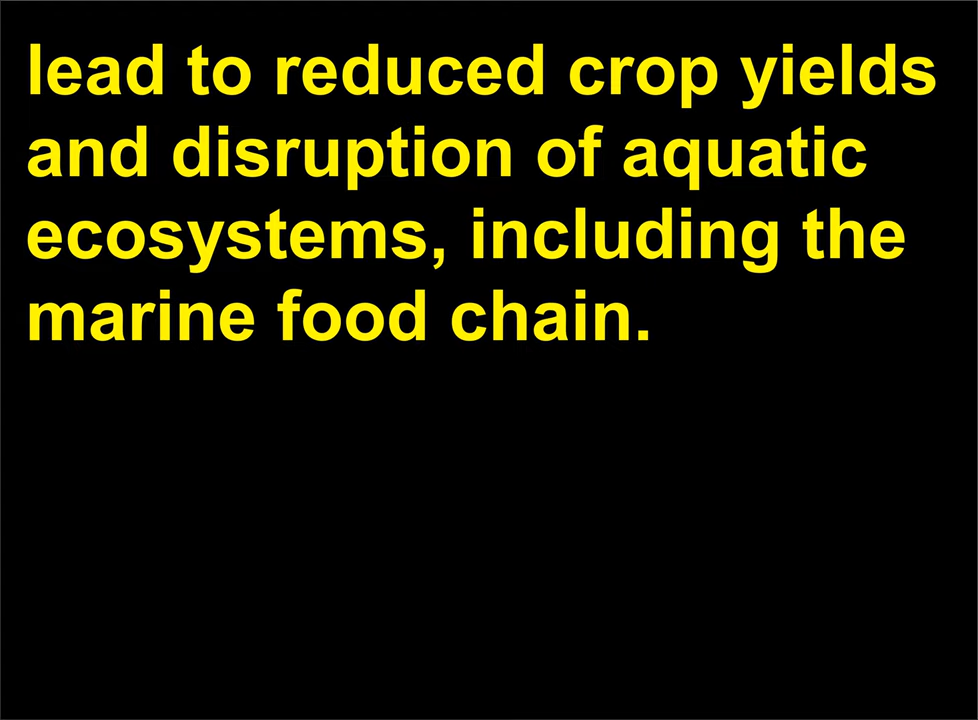 lead to reduced crop yields
and disruption of aquatic
ecosystems, including the
marine food chain.